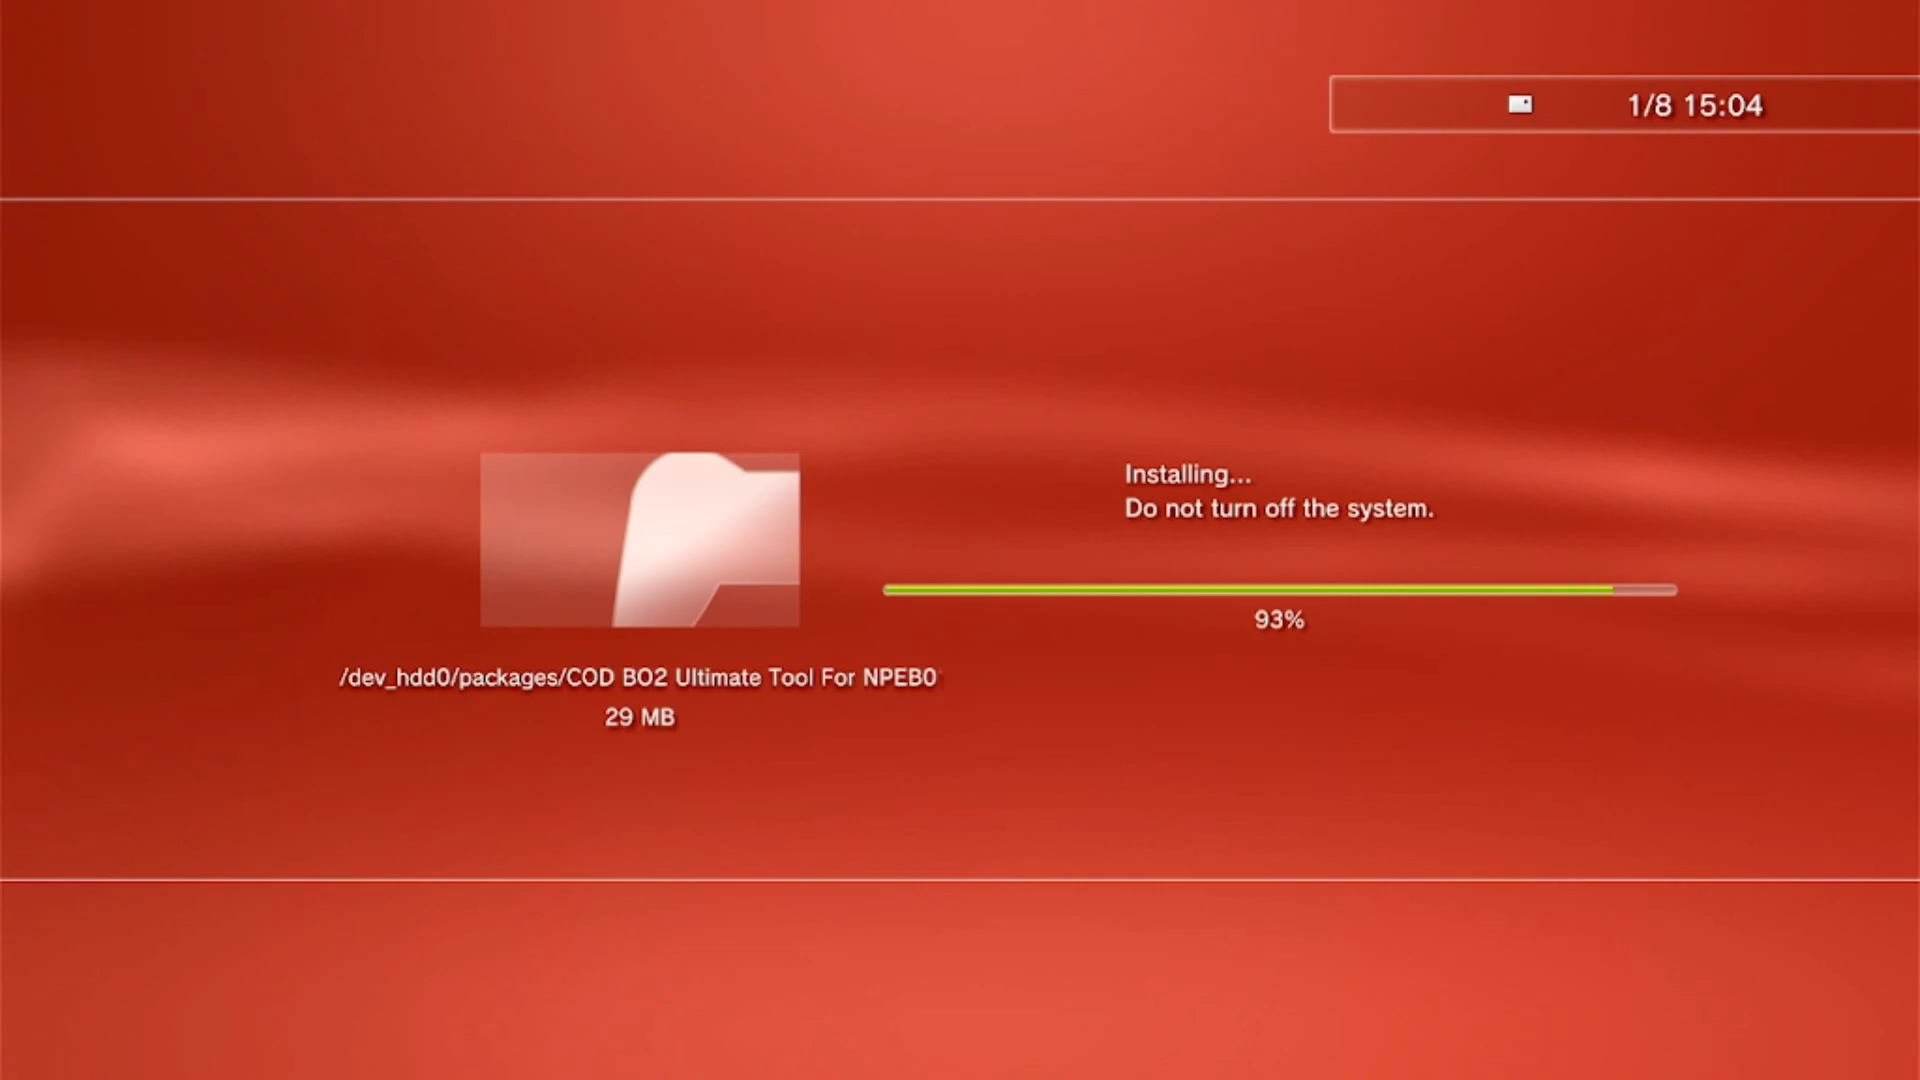 1/8 15:04
Installing...
Do not turn off the system.
93%
/dev_hdd0/packages/COD BO2 Ultimate Tool For NPEB0
29 MB